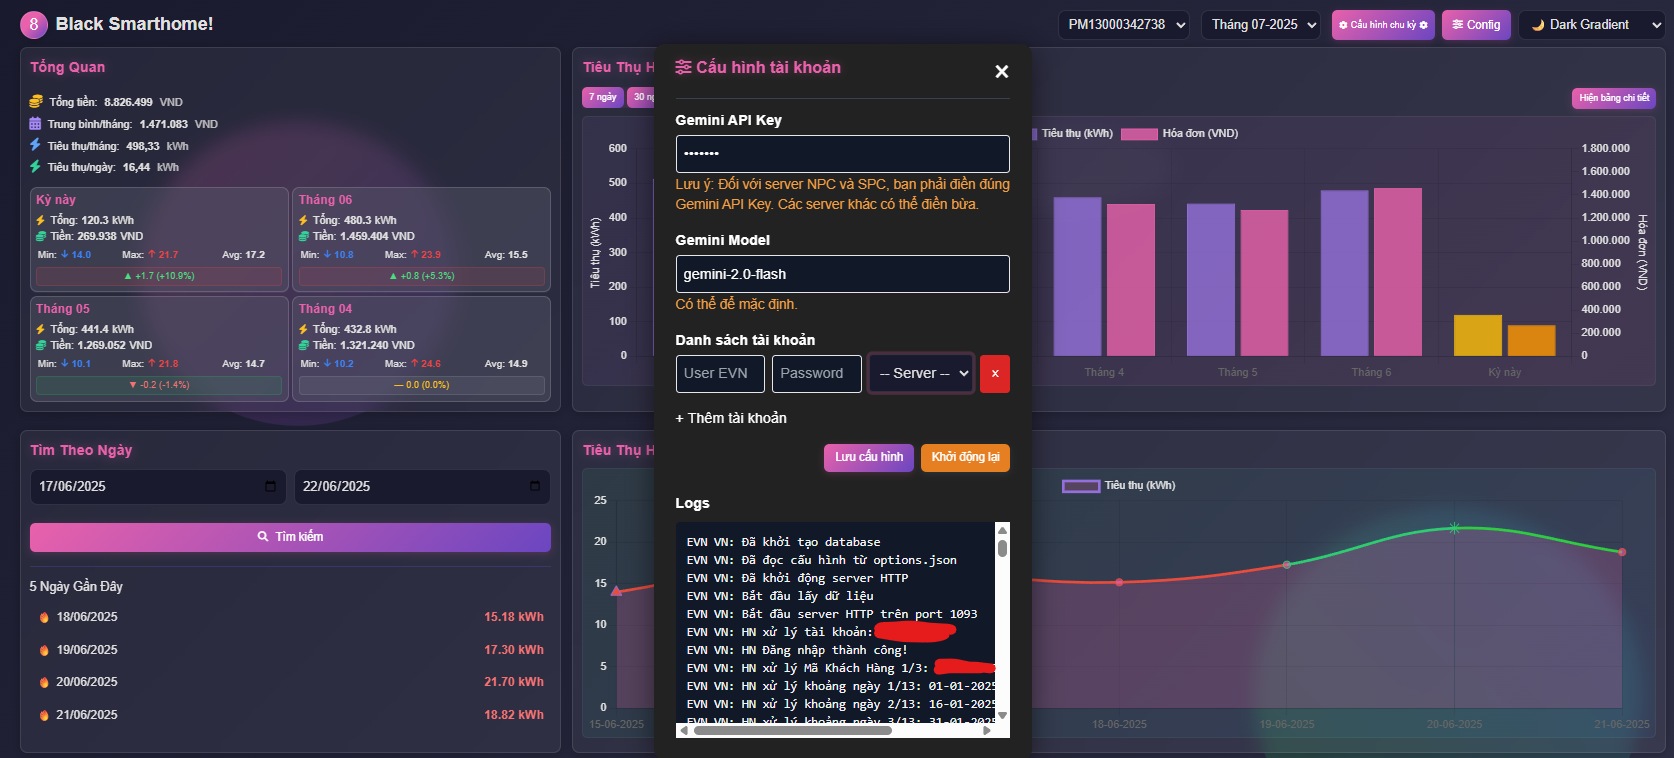 8 Black Smarthome!
PM13000342738
Tháng 07-2025
Cấu hình chu kỳ
Config
🌙 Dark Gradient
Tổng Quan
Tổng tiền: 8.826.499 VND
Trung bình/tháng: 1.471.083 VND
Tiêu thụ/tháng: 498,33 kWh
Tiêu thụ/ngày: 16,44 kWh
Kỳ này
Tổng: 120.3 kWh
Tiền: 269.938 VND
Min: ↓ 14.0 Max: ↑ 21.7 Avg: 17.2
▲ +1.7 (+10.9%)
Tháng 06
Tổng: 480.3 kWh
Tiền: 1.459.404 VND
Min: ↓ 10.8 Max: ↑ 23.9 Avg: 15.5
▲ +0.8 (+5.3%)
Tháng 05
Tổng: 441.4 kWh
Tiền: 1.269.052 VND
Min: ↓ 10.1 Max: ↑ 21.8 Avg: 14.7
▼ -0.2 (-1.4%)
Tháng 04
Tổng: 432.8 kWh
Tiền: 1.321.240 VND
Min: ↓ 10.2 Max: ↑ 24.6 Avg: 14.9
— 0.0 (0.0%)
Tiêu Thụ H
7 ngày
30 ng
Hiện bảng chi tiết
Tiêu thụ (kWh)
Hóa đơn (VND)
600
500
400
300
200
100
0
Tiêu thụ (kWh)
1.800.000
1.600.000
1.400.000
1.200.000
1.000.000
800.000
600.000
400.000
200.000
0
Hóa đơn (VND)
Tháng 4
Tháng 5
Tháng 6
Kỳ này
Cấu hình tài khoản
×
Gemini API Key
•••••••
Lưu ý: Đối với server NPC và SPC, bạn phải điền đúng
Gemini API Key. Các server khác có thể điền bừa.
Gemini Model
gemini-2.0-flash
Có thể để mặc định.
Danh sách tài khoản
User EVN
Password
-- Server --
×
+ Thêm tài khoản
Lưu cấu hình
Khởi động lại
Logs
EVN VN: Đã khởi tạo database
EVN VN: Đã đọc cấu hình từ options.json
EVN VN: Đã khởi động server HTTP
EVN VN: Bắt đầu lấy dữ liệu
EVN VN: Bắt đầu server HTTP trên port 1093
EVN VN: HN xử lý tài khoản:
EVN VN: HN Đăng nhập thành công!
EVN VN: HN xử lý Mã Khách Hàng 1/3:
EVN VN: HN xử lý khoảng ngày 1/13: 01-01-2025
EVN VN: HN xử lý khoảng ngày 2/13: 16-01-2025
EVN VN: HN xử lý khoảng ngày 3/13: 31-01-2025
Tìm Theo Ngày
17/06/2025
22/06/2025
Tìm kiếm
5 Ngày Gần Đây
18/06/2025 15.18 kWh
19/06/2025 17.30 kWh
20/06/2025 21.70 kWh
21/06/2025 18.82 kWh
Tiêu Thụ H
Tiêu thụ (kWh)
25
20
15
10
5
0
15-06-2025
18-06-2025
19-06-2025
20-06-2025
21-06-2025